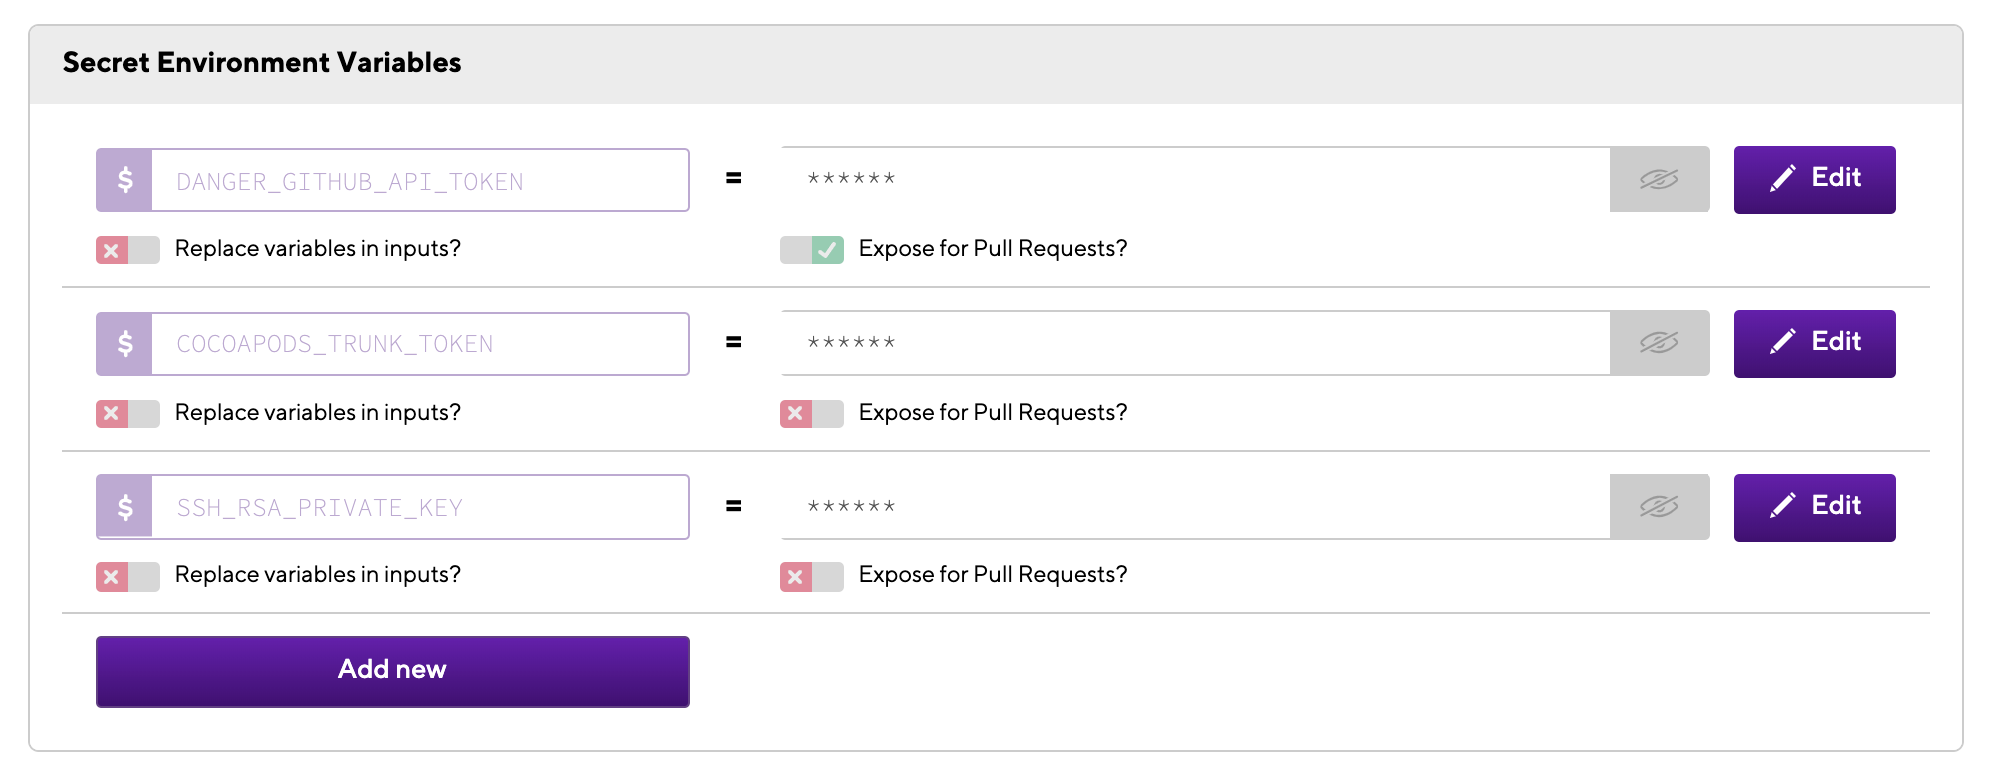 Secret Environment Variables
$ DANGER_GITHUB_API_TOKEN = ****** Edit
Replace variables in inputs? Expose for Pull Requests?
$ COCOAPODS_TRUNK_TOKEN = ****** Edit
Replace variables in inputs? Expose for Pull Requests?
$ SSH_RSA_PRIVATE_KEY = ****** Edit
Replace variables in inputs? Expose for Pull Requests?
Add new